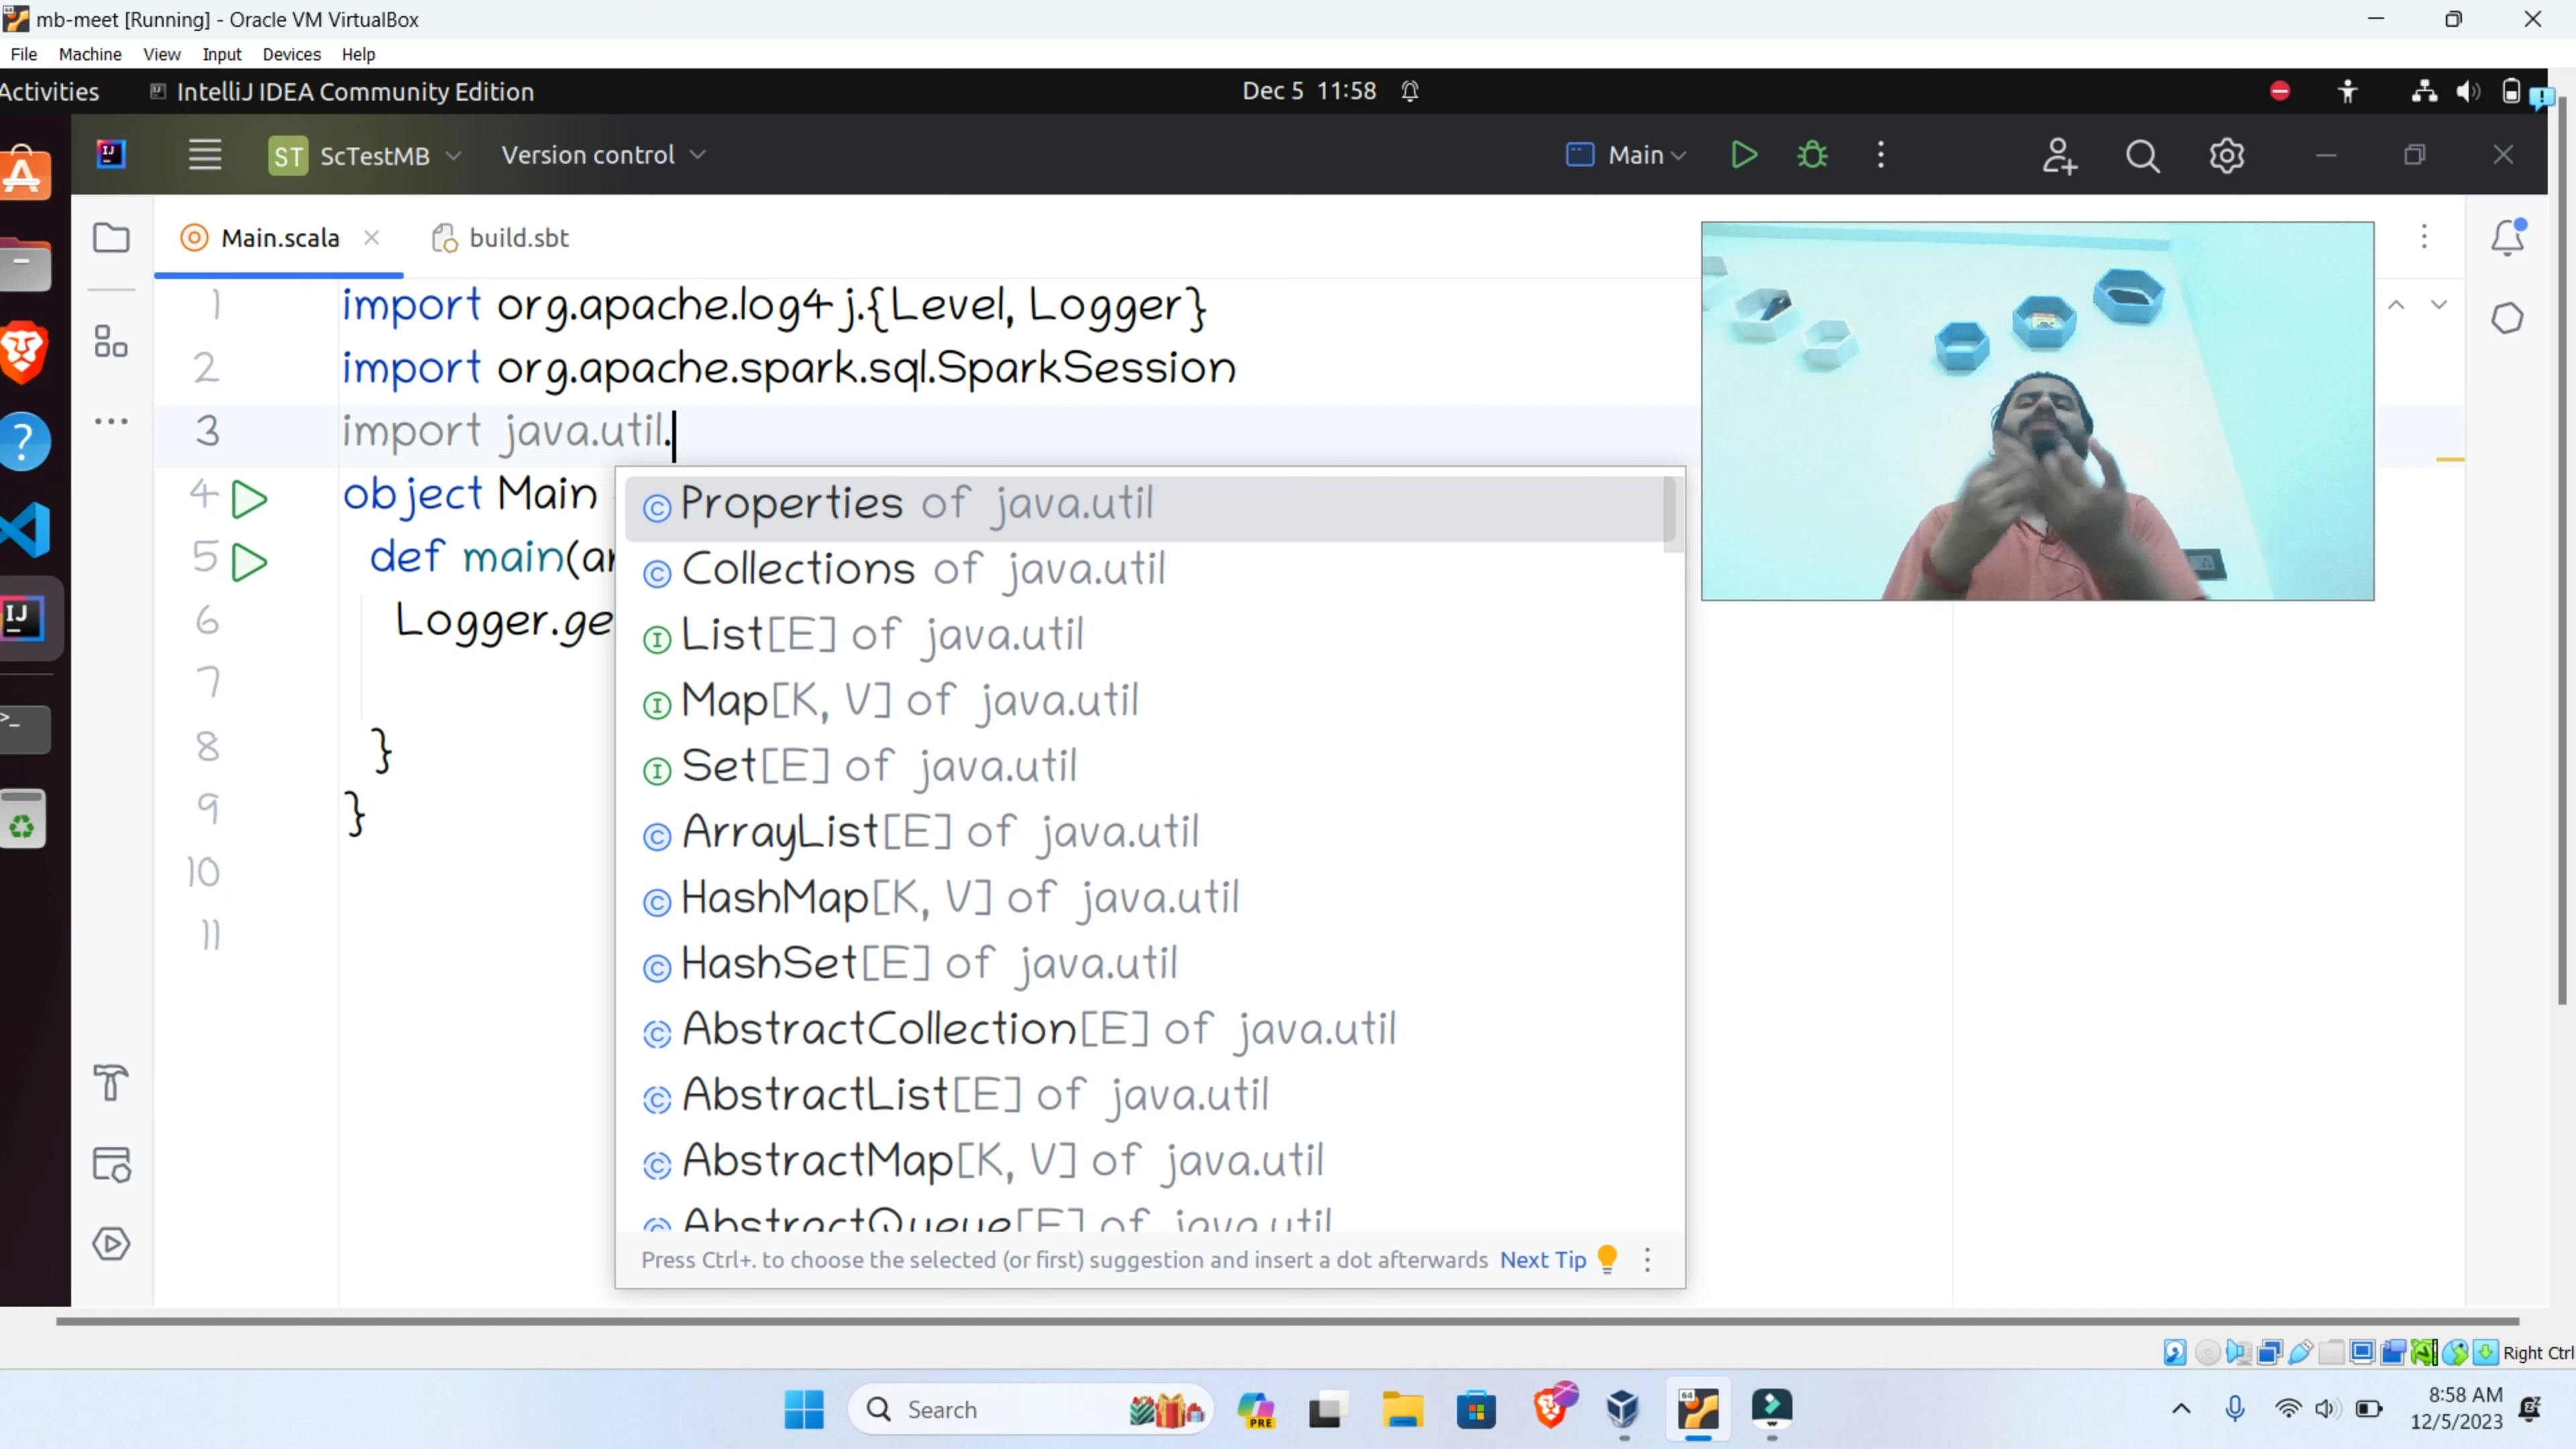 mb-meet [Running] - Oracle VM VirtualBox
File Machine View Input Devices Help
Activities IntelliJ IDEA Community Edition Dec 5 11:58
ST ScTestMB Version control Main
Main.scala build.sbt
1 import org.apache.log4j.{Level, Logger}
2 import org.apache.spark.sql.SparkSession
3 import java.util.
4 object Main
5 def main(ar
6 Logger.ge
7
8 }
9 }
10
11
Properties of java.util
Collections of java.util
List[E] of java.util
Map[K, V] of java.util
Set[E] of java.util
ArrayList[E] of java.util
HashMap[K, V] of java.util
HashSet[E] of java.util
AbstractCollection[E] of java.util
AbstractList[E] of java.util
AbstractMap[K, V] of java.util
AbstractQueue[E] of java.util
Press Ctrl+. to choose the selected (or first) suggestion and insert a dot afterwards Next Tip
Right Ctrl
Search PRE 64
8:58 AM
12/5/2023